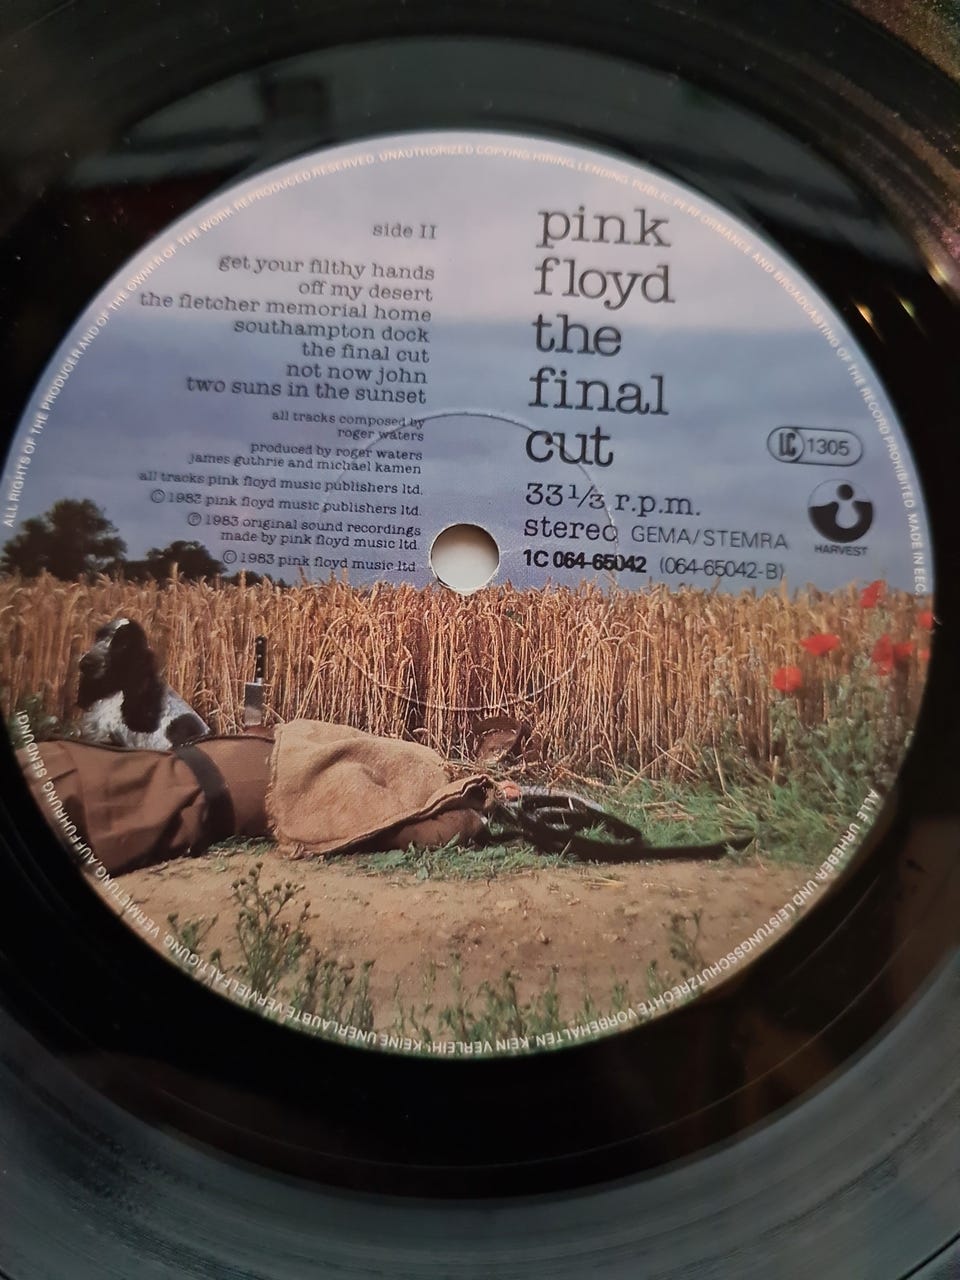 side II
get your filthy hands
off my desert
the fletcher memorial home
southampton dock
the final cut
not now john
two suns in the sunset
all tracks composed by
roger waters
produced by roger waters
james guthrie and michael kamen
all tracks pink floyd music publishers ltd.
© 1983 pink floyd music publishers ltd.
℗ 1983 original sound recordings
made by pink floyd music ltd.
© 1983 pink floyd music ltd.
pink
floyd
the
final
cut
33 1/3 r.p.m.
stereo GEMA/STEMRA
1C 064-65042 (064-65042-B)
LC 1305
HARVEST
ALL RIGHTS OF THE PRODUCER AND OF THE OWNER OF THE WORK REPRODUCED RESERVED. UNAUTHORIZED COPYING HIRING, LENDING, PUBLIC PERFORMANCE AND BROADCASTING OF THE RECORD PROHIBITED. MADE IN EEC.
ALLE URHEBER UND LEISTUNGSSCHUTZRECHTE VORBEHALTEN. KEIN VERLEIH! KEINE UNERLAUBTE VERVIELFÄLTIGUNG, VERMIETUNG, AUFFÜHRUNG, SENDUNG!